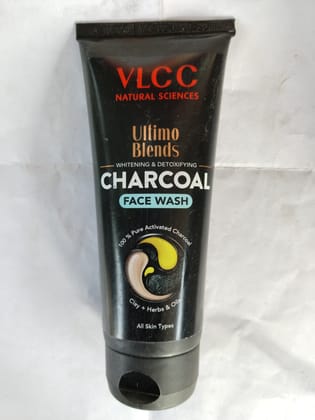 VLCC
NATURAL SCIENCES
Ultimo
Blends
WHITENING & DETOXIFYING
CHARCOAL
FACE WASH
100 % Pure Activated Charcoal
Clay + Herbs & Oils
All Skin Types